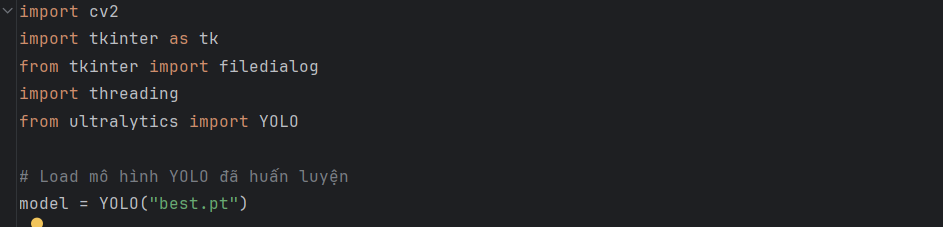 import cv2
import tkinter as tk
from tkinter import filedialog
import threading
from ultralytics import YOLO
# Load mô hình YOLO đã huấn luyện
model = YOLO("best.pt")